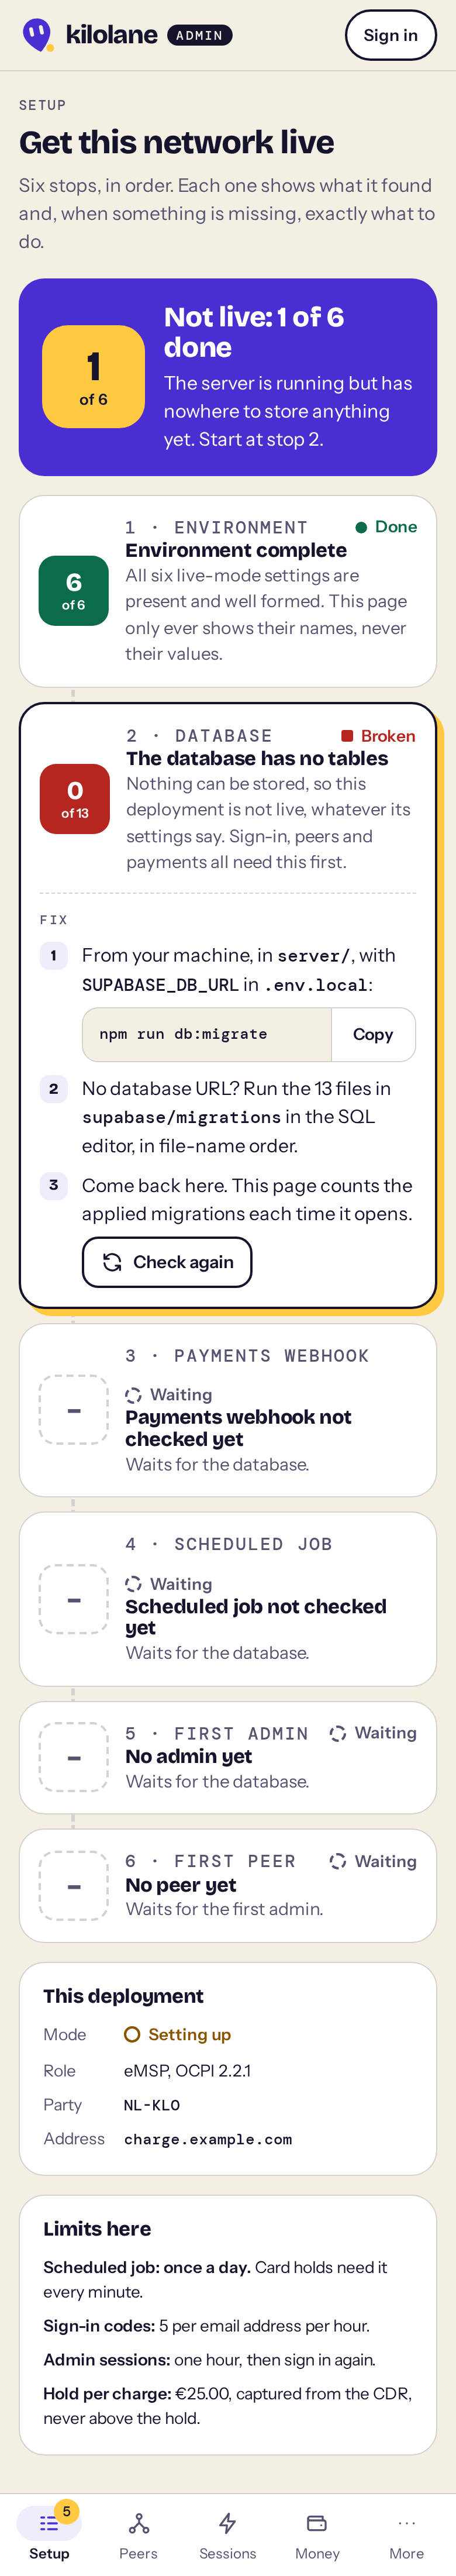 kilolane ADMIN
Sign in
SETUP
Get this network live
Six stops, in order. Each one shows what it found
and, when something is missing, exactly what to
do.
1
of 6
Not live: 1 of 6
done
The server is running but has
nowhere to store anything
yet. Start at stop 2.
6
of 6
1 · ENVIRONMENT
Done
Environment complete
All six live-mode settings are
present and well formed. This page
only ever shows their names, never
their values.
0
of 13
2 · DATABASE
Broken
The database has no tables
Nothing can be stored, so this
deployment is not live, whatever its
settings say. Sign-in, peers and
payments all need this first.
FIX
1 From your machine, in server/, with
SUPABASE_DB_URL in .env.local:
npm run db:migrate
Copy
2 No database URL? Run the 13 files in
supabase/migrations in the SQL
editor, in file-name order.
3 Come back here. This page counts the
applied migrations each time it opens.
Check again
–
3 · PAYMENTS WEBHOOK
Waiting
Payments webhook not
checked yet
Waits for the database.
–
4 · SCHEDULED JOB
Waiting
Scheduled job not checked
yet
Waits for the database.
–
5 · FIRST ADMIN
Waiting
No admin yet
Waits for the database.
–
6 · FIRST PEER
Waiting
No peer yet
Waits for the first admin.
This deployment
Mode Setting up
Role eMSP, OCPI 2.2.1
Party NL-KLO
Address charge.example.com
Limits here
Scheduled job: once a day. Card holds need it
every minute.
Sign-in codes: 5 per email address per hour.
Admin sessions: one hour, then sign in again.
Hold per charge: €25.00, captured from the CDR,
never above the hold.
5
Setup
Peers
Sessions
Money
More